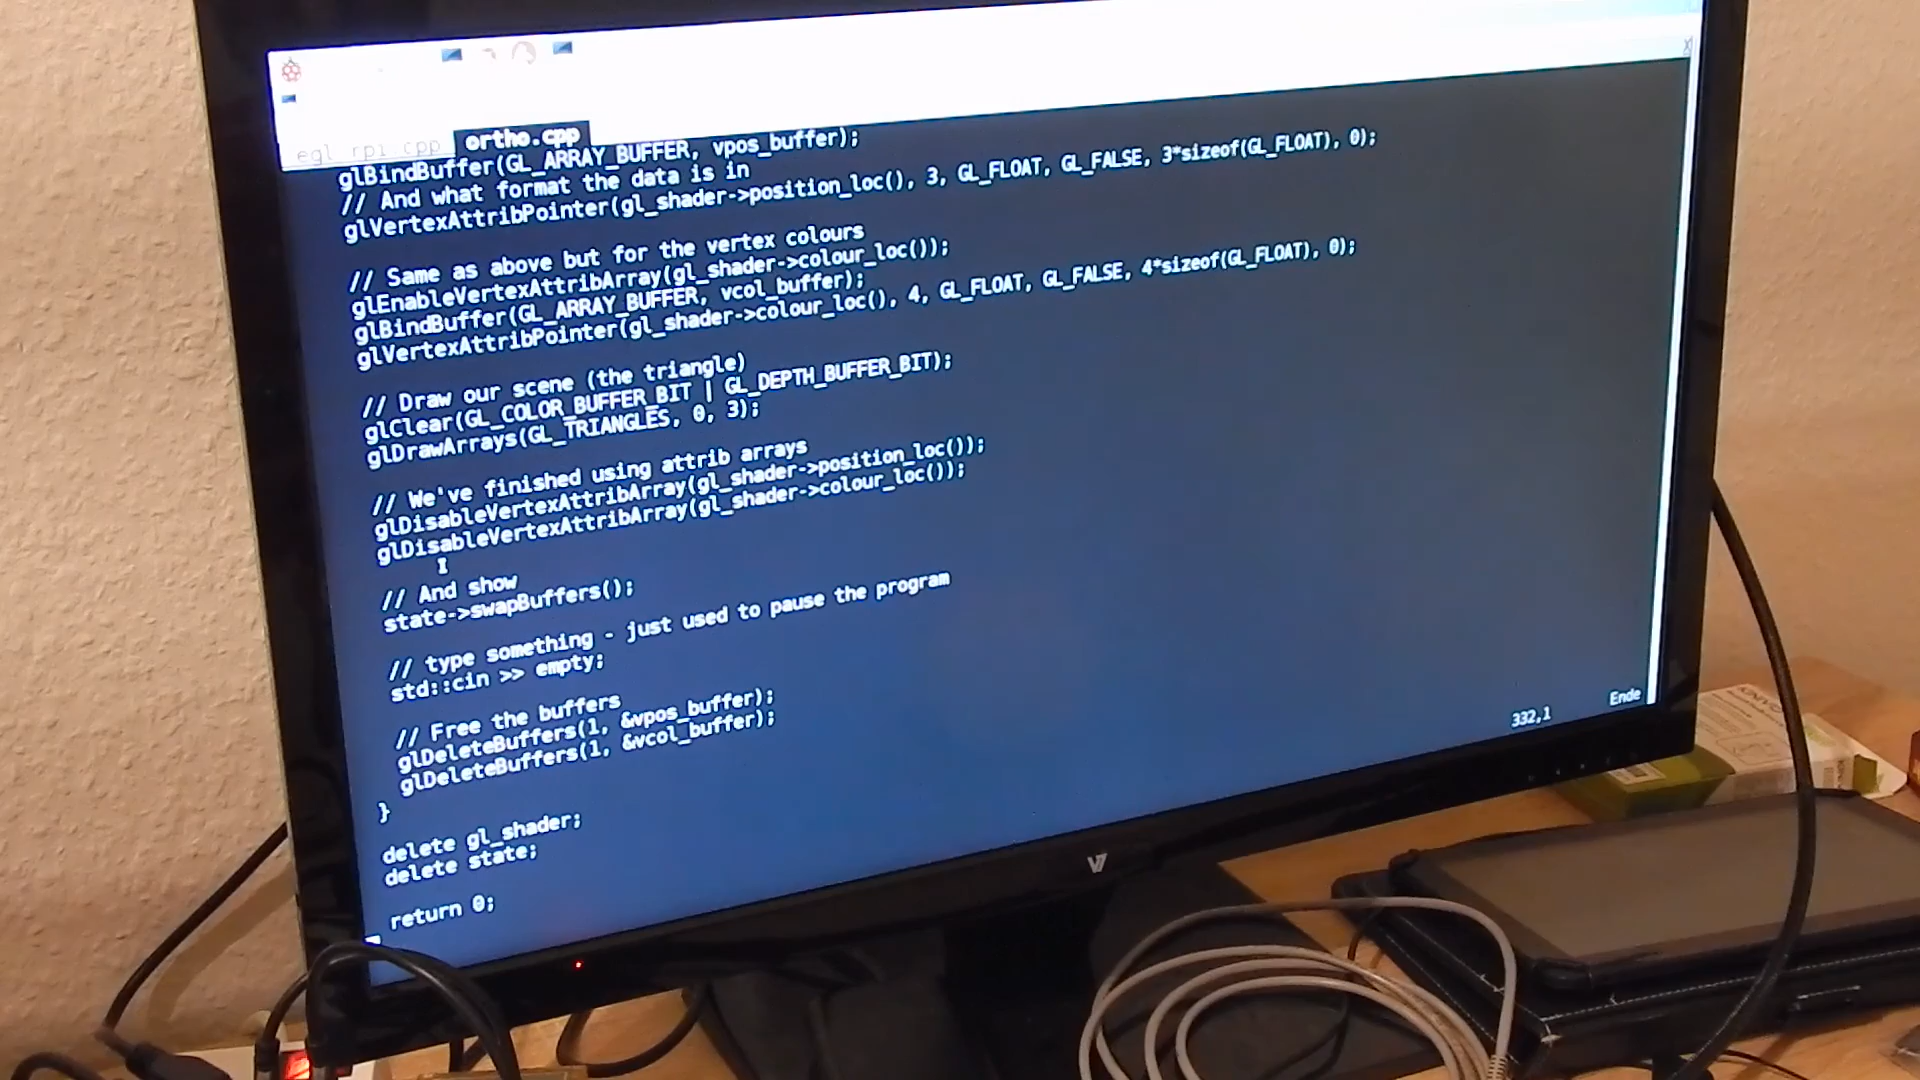 egl_rpi.cpp ortho.cpp
glBindBuffer(GL_ARRAY_BUFFER, vpos_buffer);
// And what format the data is in
glVertexAttribPointer(gl_shader->position_loc(), 3, GL_FLOAT, GL_FALSE, 3*sizeof(GL_FLOAT), 0);
// Same as above but for the vertex colours
glEnableVertexAttribArray(gl_shader->colour_loc());
glBindBuffer(GL_ARRAY_BUFFER, vcol_buffer);
glVertexAttribPointer(gl_shader->colour_loc(), 4, GL_FLOAT, GL_FALSE, 4*sizeof(GL_FLOAT), 0);
// Draw our scene (the triangle)
glClear(GL_COLOR_BUFFER_BIT | GL_DEPTH_BUFFER_BIT);
glDrawArrays(GL_TRIANGLES, 0, 3);
// We've finished using attrib arrays
glDisableVertexAttribArray(gl_shader->position_loc());
glDisableVertexAttribArray(gl_shader->colour_loc());
// And show
state->swapBuffers();
// type something - just used to pause the program
std::cin >> empty;
// Free the buffers
glDeleteBuffers(1, &vpos_buffer);
glDeleteBuffers(1, &vcol_buffer);
}
delete gl_shader;
delete state;
return 0;
332,1 Ende